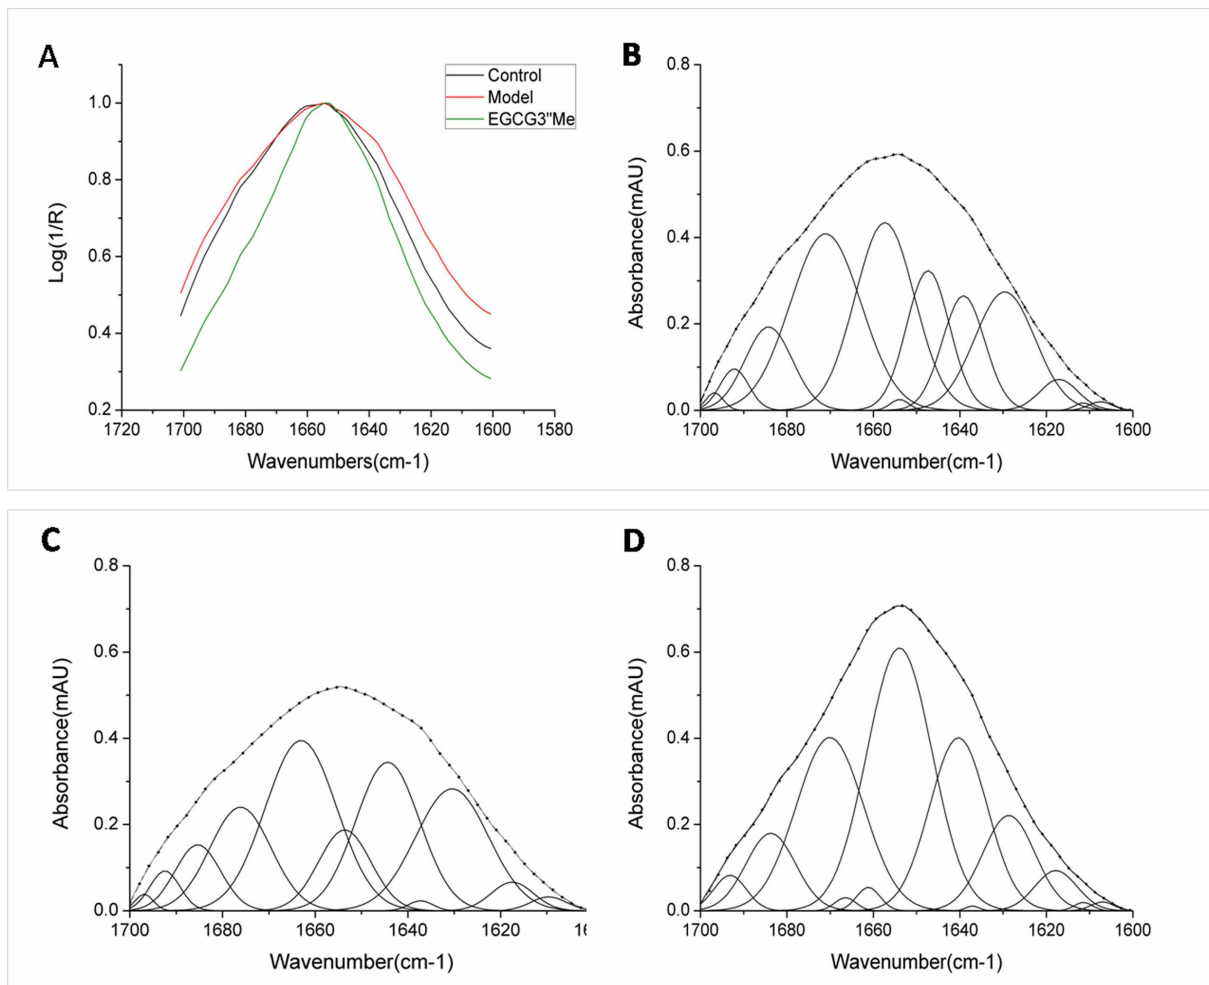 A
Control
Model
EGCG3"Me
Log(1/R)
1.0
0.8
0.6
0.4
0.2
1720 1700 1680 1660 1640 1620 1600 1580
Wavenumbers(cm-1)
B
Absorbance(mAU)
0.8
0.6
0.4
0.2
0.0
1700 1680 1660 1640 1620 1600
Wavenumber(cm-1)
C
Absorbance(mAU)
0.8
0.6
0.4
0.2
0.0
1700 1680 1660 1640 1620
Wavenumber(cm-1)
D
Absorbance(mAU)
0.8
0.6
0.4
0.2
0.0
1700 1680 1660 1640 1620 1600
Wavenumber(cm-1)